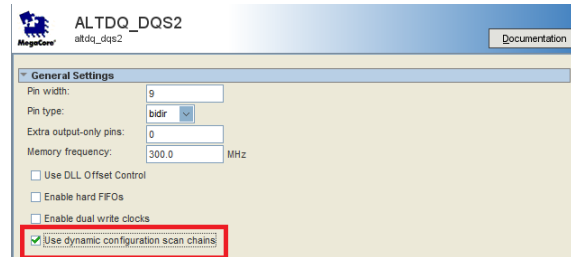 ALTDQ_DQS2
altdq_dqs2
MegaCore'
Documentation
General Settings
Pin width: 9
Pin type: bidir
Extra output-only pins: 0
Memory frequency: 300.0 MHz
Use DLL Offset Control
Enable hard FIFOs
Enable dual write clocks
Use dynamic configuration scan chains